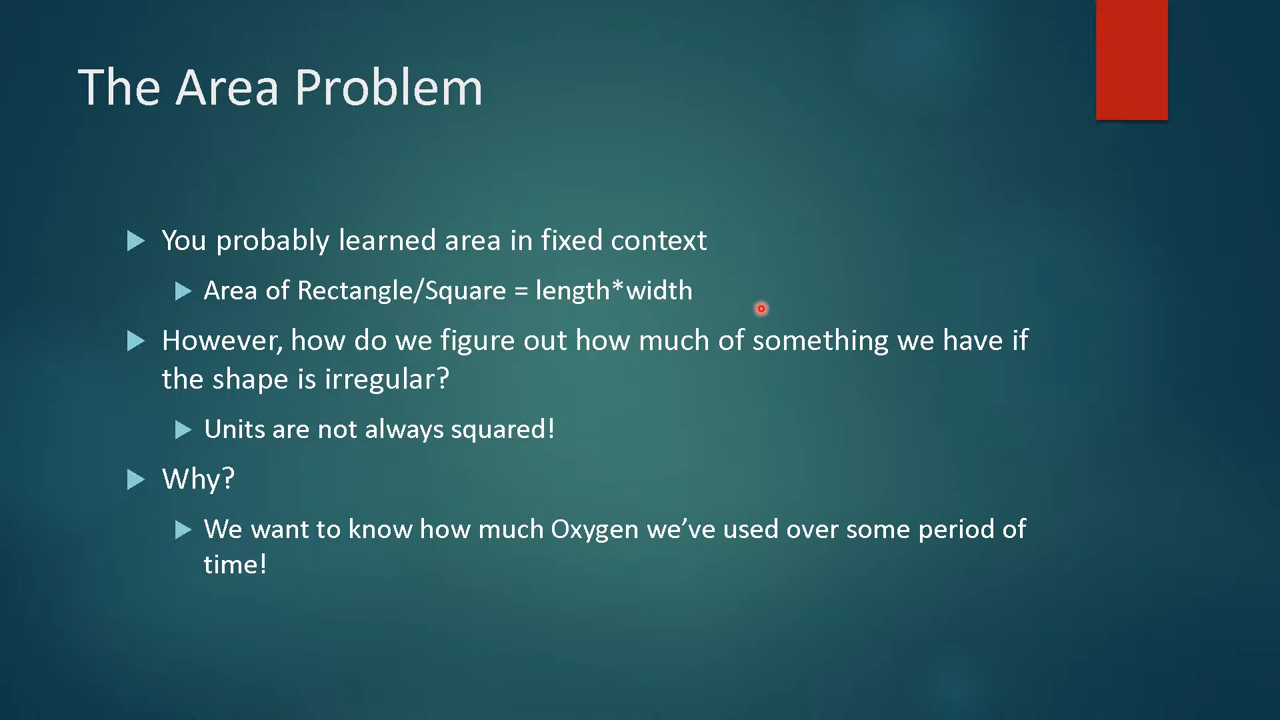 The Area Problem
You probably learned area in fixed context
Area of Rectangle/Square = length*width
However, how do we figure out how much of something we have if
the shape is irregular?
Units are not always squared!
Why?
We want to know how much Oxygen we’ve used over some period of
time!